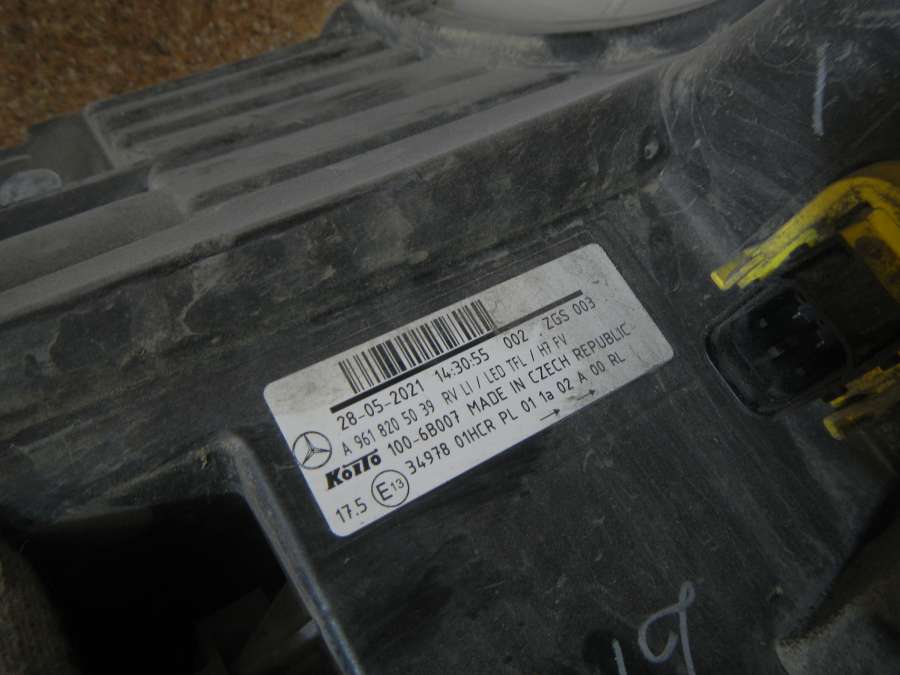 28-05-2021 14:30:55 002 ZGS 003
A 961 820 50 39 RV LI / LED TFL / H7 FV
KOITO 100-6B007 MADE IN CZECH REPUBLIC
34978 01HCR PL 01 1a 02 A 00 RL
17.5 E13 → →